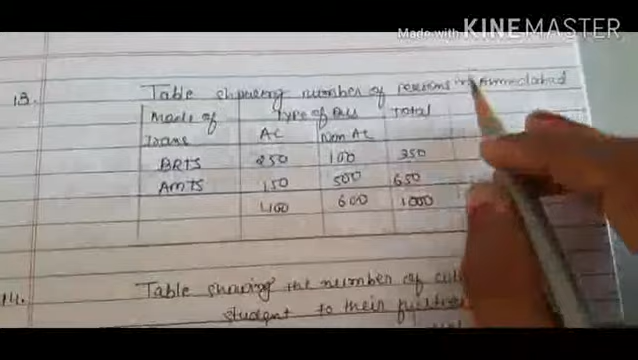 Made with KINEMASTER
13. Table showing number of persons in Ahmedabad
Mode of Type of Bus Total
Trans AC Non AC
BRTS 250 100 350
AMTS 150 500 650
400 600 1000
14. Table showing the number of
student to their